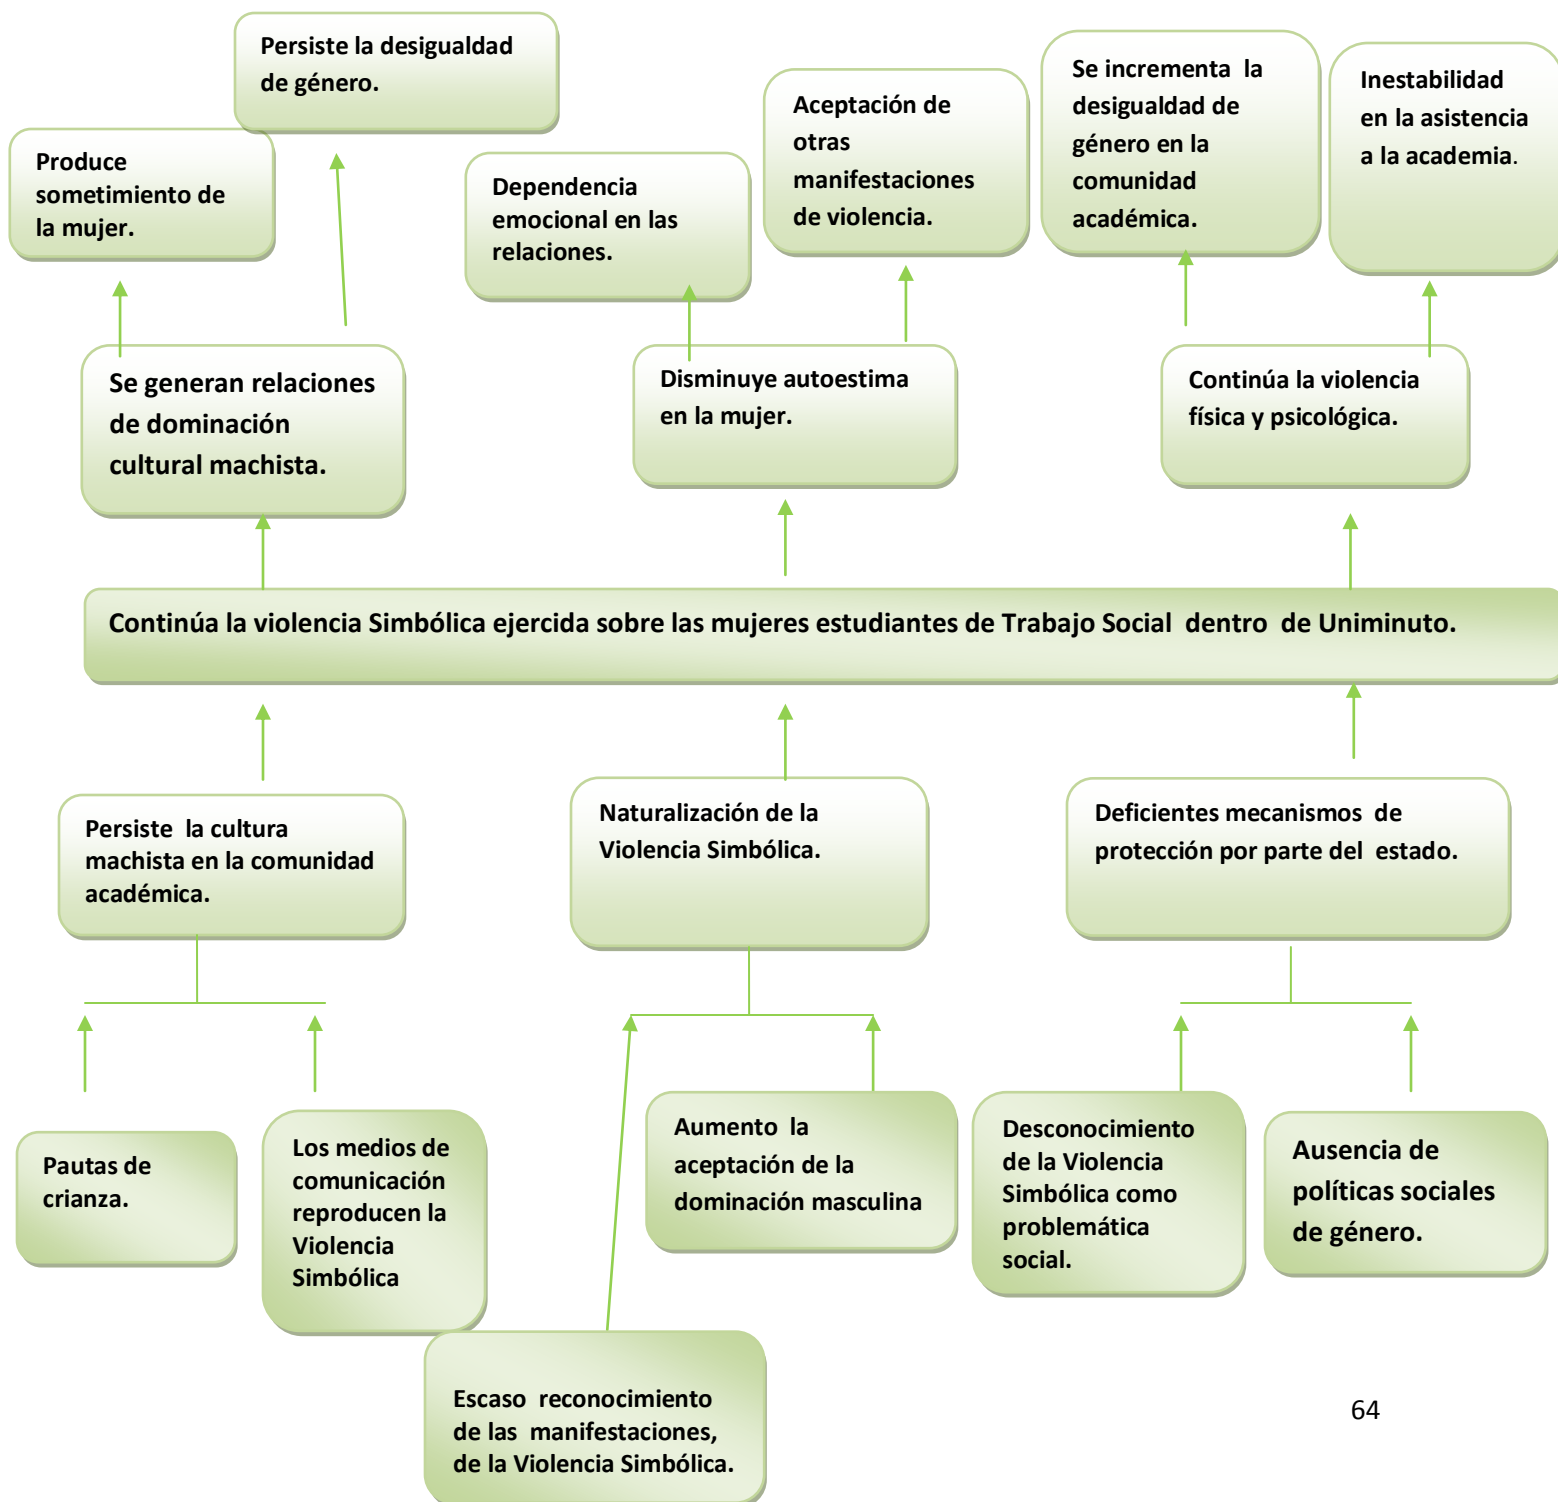 Persiste la desigualdad
de género.
Produce
sometimiento de
la mujer.
Dependencia
emocional en las
relaciones.
Aceptación de
otras
manifestaciones
de violencia.
Se incrementa la
desigualdad de
género en la
comunidad
académica.
Inestabilidad
en la asistencia
a la academia.
Se generan relaciones
de dominación
cultural machista.
Disminuye autoestima
en la mujer.
Continúa la violencia
física y psicológica.
Continúa la violencia Simbólica ejercida sobre las mujeres estudiantes de Trabajo Social dentro de Uniminuto.
Persiste la cultura
machista en la comunidad
académica.
Naturalización de la
Violencia Simbólica.
Deficientes mecanismos de
protección por parte del estado.
Pautas de
crianza.
Los medios de
comunicación
reproducen la
Violencia
Simbólica
Escaso reconocimiento
de las manifestaciones,
de la Violencia Simbólica.
Aumento la
aceptación de la
dominación masculina
Desconocimiento
de la Violencia
Simbólica como
problemática
social.
Ausencia de
políticas sociales
de género.
64